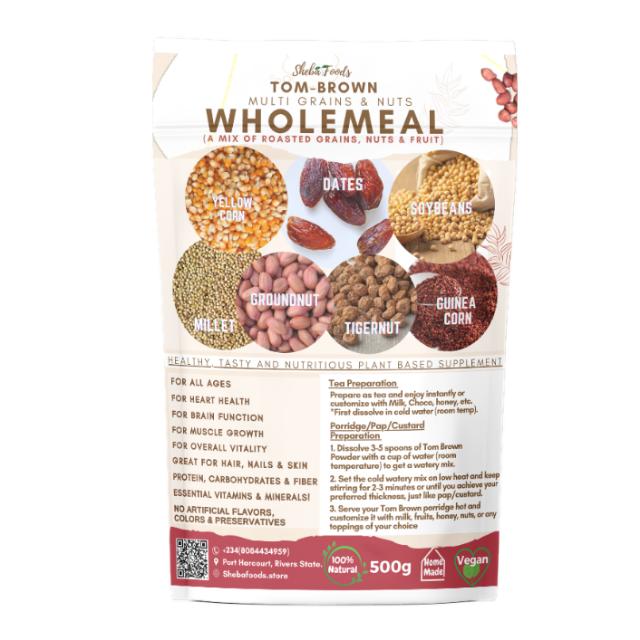 Sheba Foods
TOM-BROWN
MULTI GRAINS & NUTS
WHOLEMEAL
(A MIX OF ROASTED GRAINS, NUTS & FRUIT)
YELLOW
CORN
DATES
SOYBEANS
MILLET
GROUNDNUT
TIGERNUT
GUINEA
CORN
HEALTHY, TASTY AND NUTRITIOUS PLANT BASED SUPPLEMENT
FOR ALL AGES
FOR HEART HEALTH
FOR BRAIN FUNCTION
FOR MUSCLE GROWTH
FOR OVERALL VITALITY
GREAT FOR HAIR, NAILS & SKIN
PROTEIN, CARBOHYDRATES & FIBER
ESSENTIAL VITAMINS & MINERALS!
NO ARTIFICIAL FLAVORS,
COLORS & PRESERVATIVES
Tea Preparation
Prepare as tea and enjoy instantly or
customize with Milk, Choco, honey, etc.
*First dissolve in cold water (room temp).
Porridge/Pap/Custard
Preparation
1. Dissolve 3-5 spoons of Tom Brown
Powder with a cup of water (room
temperature) to get a watery mix.
2. Set the cold watery mix on low heat and keep
stirring for 2-3 minutes or until you achieve your
preferred thickness, just like pap/custard.
3. Serve your Tom Brown porridge hot and
customize it with milk, fruits, honey, nuts, or any
toppings of your choice
+234(8084434959)
Port Harcourt, Rivers State.
Shebafoods.store
100%
Natural
500g
Home
Made
Vegan